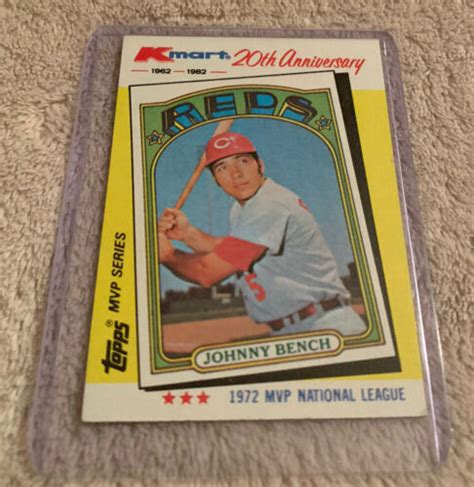 Kmart® 20th Anniversary
1962 - 1982
REDS
C
5
JOHNNY BENCH
topps® MVP SERIES
1972 MVP NATIONAL LEAGUE